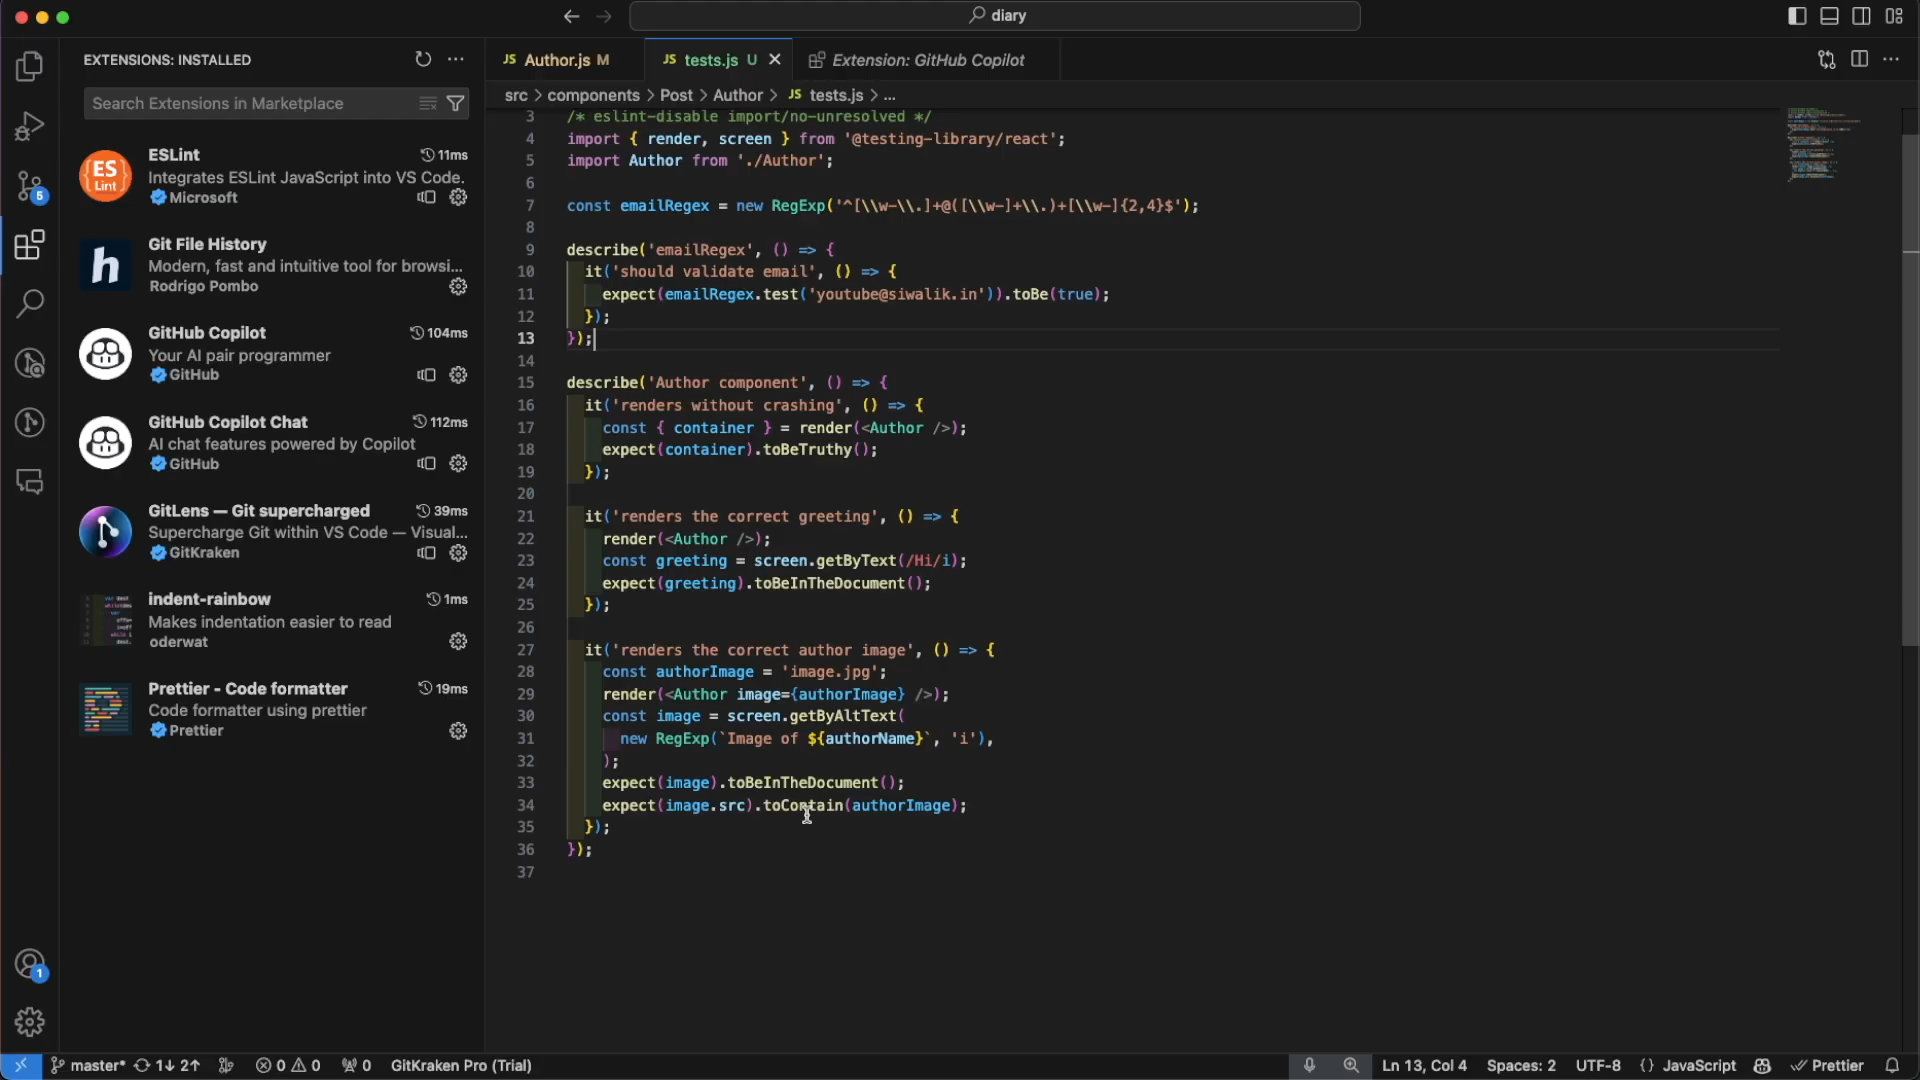 diary
EXTENSIONS: INSTALLED
Search Extensions in Marketplace
ESLint 11ms
Integrates ESLint JavaScript into VS Code.
Microsoft
Git File History
Modern, fast and intuitive tool for browsi...
Rodrigo Pombo
GitHub Copilot 104ms
Your AI pair programmer
GitHub
GitHub Copilot Chat 112ms
AI chat features powered by Copilot
GitHub
GitLens — Git supercharged 39ms
Supercharge Git within VS Code — Visual...
GitKraken
indent-rainbow 1ms
Makes indentation easier to read
oderwat
Prettier - Code formatter 19ms
Code formatter using prettier
Prettier
5
1
JS Author.js M JS tests.js U Extension: GitHub Copilot
src > components > Post > Author > JS tests.js > ...
3 /* eslint-disable import/no-unresolved */
4 import { render, screen } from '@testing-library/react';
5 import Author from './Author';
6
7 const emailRegex = new RegExp('^[\\w-\\.]+@([\\w-]+\\.)+[\\w-]{2,4}$');
8
9 describe('emailRegex', () => {
10 it('should validate email', () => {
11 expect(emailRegex.test('youtube@siwalik.in')).toBe(true);
12 });
13 });
14
15 describe('Author component', () => {
16 it('renders without crashing', () => {
17 const { container } = render(<Author />);
18 expect(container).toBeTruthy();
19 });
20
21 it('renders the correct greeting', () => {
22 render(<Author />);
23 const greeting = screen.getByText(/Hi/i);
24 expect(greeting).toBeInTheDocument();
25 });
26
27 it('renders the correct author image', () => {
28 const authorImage = 'image.jpg';
29 render(<Author image={authorImage} />);
30 const image = screen.getByAltText(
31 new RegExp(`Image of ${authorName}`, 'i'),
32 );
33 expect(image).toBeInTheDocument();
34 expect(image.src).toContain(authorImage);
35 });
36 });
37
master* 1↓ 2↑ 0 0 0 GitKraken Pro (Trial) Ln 13, Col 4 Spaces: 2 UTF-8 {} JavaScript Prettier